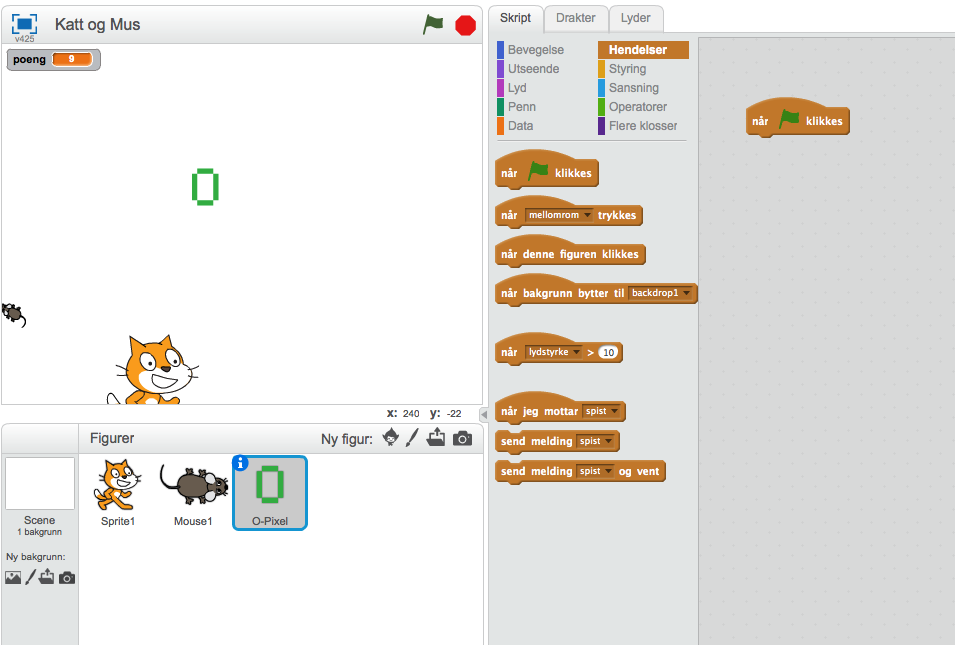 Katt og Mus
v425
poeng 9
0
x: 240 y: -22
Figurer
Ny figur:
Scene
1 bakgrunn
Ny bakgrunn:
Sprite1
Mouse1
i
0
O-Pixel
Skript
Drakter
Lyder
Bevegelse
Hendelser
Utseende
Styring
Lyd
Sansning
Penn
Operatorer
Data
Flere klosser
når klikkes
når mellomrom trykkes
når denne figuren klikkes
når bakgrunn bytter til backdrop1
når lydstyrke > 10
når jeg mottar spist
send melding spist
send melding spist og vent
når klikkes